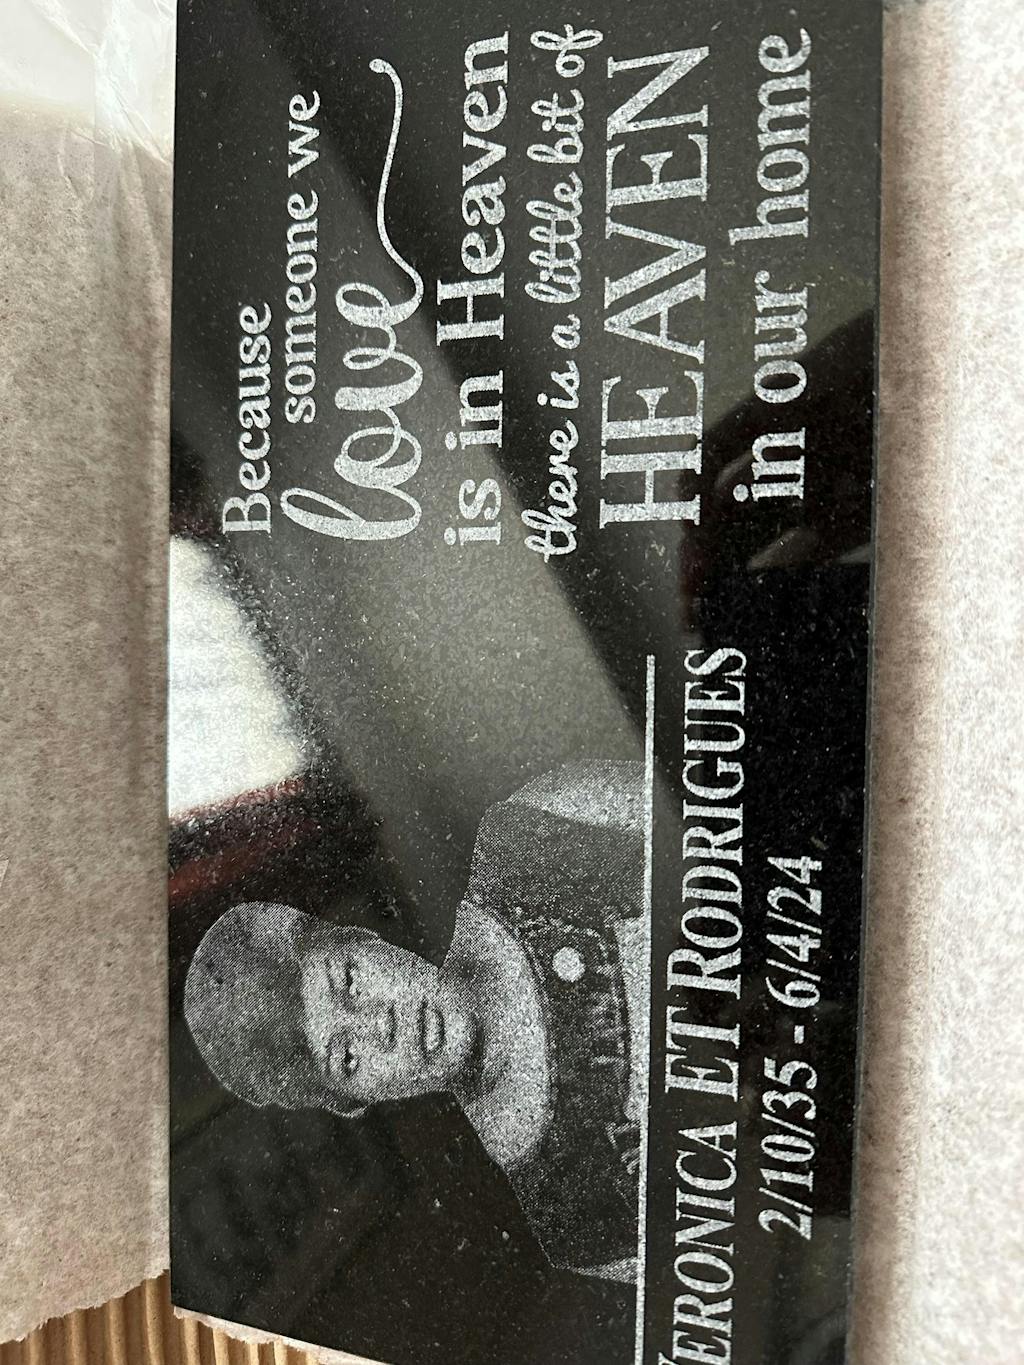 Because
someone we
love
is in Heaven
there is a little bit of
HEAVEN
in our home
VERONICA ET RODRIGUES
2/10/35 - 6/4/24